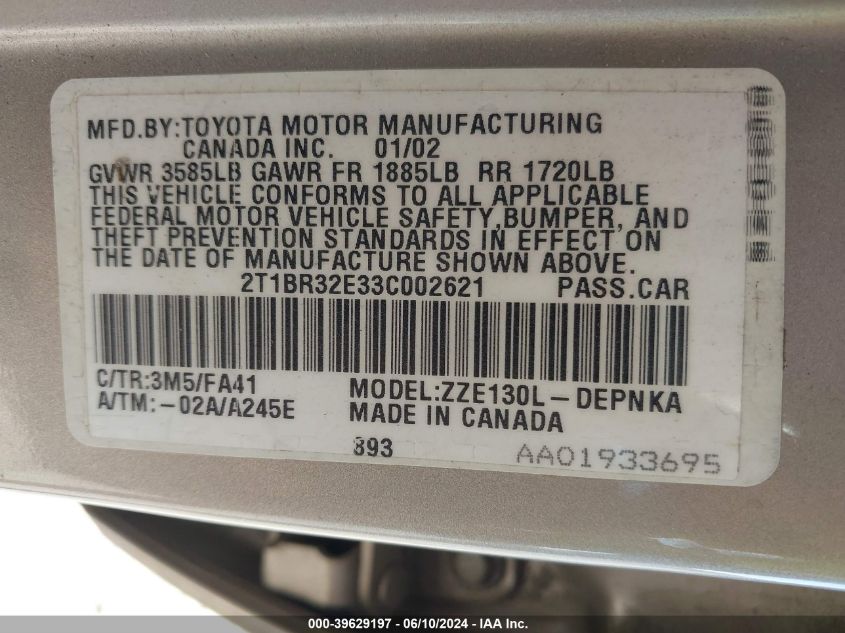 MFD.BY:TOYOTA MOTOR MANUFACTURING
CANADA INC. 01/02
GVWR 3585LB GAWR FR 1885LB RR 1720LB
THIS VEHICLE CONFORMS TO ALL APPLICABLE
FEDERAL MOTOR VEHICLE SAFETY,BUMPER, AND
THEFT PREVENTION STANDARDS IN EFFECT ON
THE DATE OF MANUFACTURE SHOWN ABOVE.
2T1BR32E33C002621 PASS.CAR
C/TR:3M5/FA41 MODEL:ZZE130L-DEPNKA
A/TM:-02A/A245E MADE IN CANADA
893 AA01933695
000-39629197 - 06/10/2024 - IAA Inc.